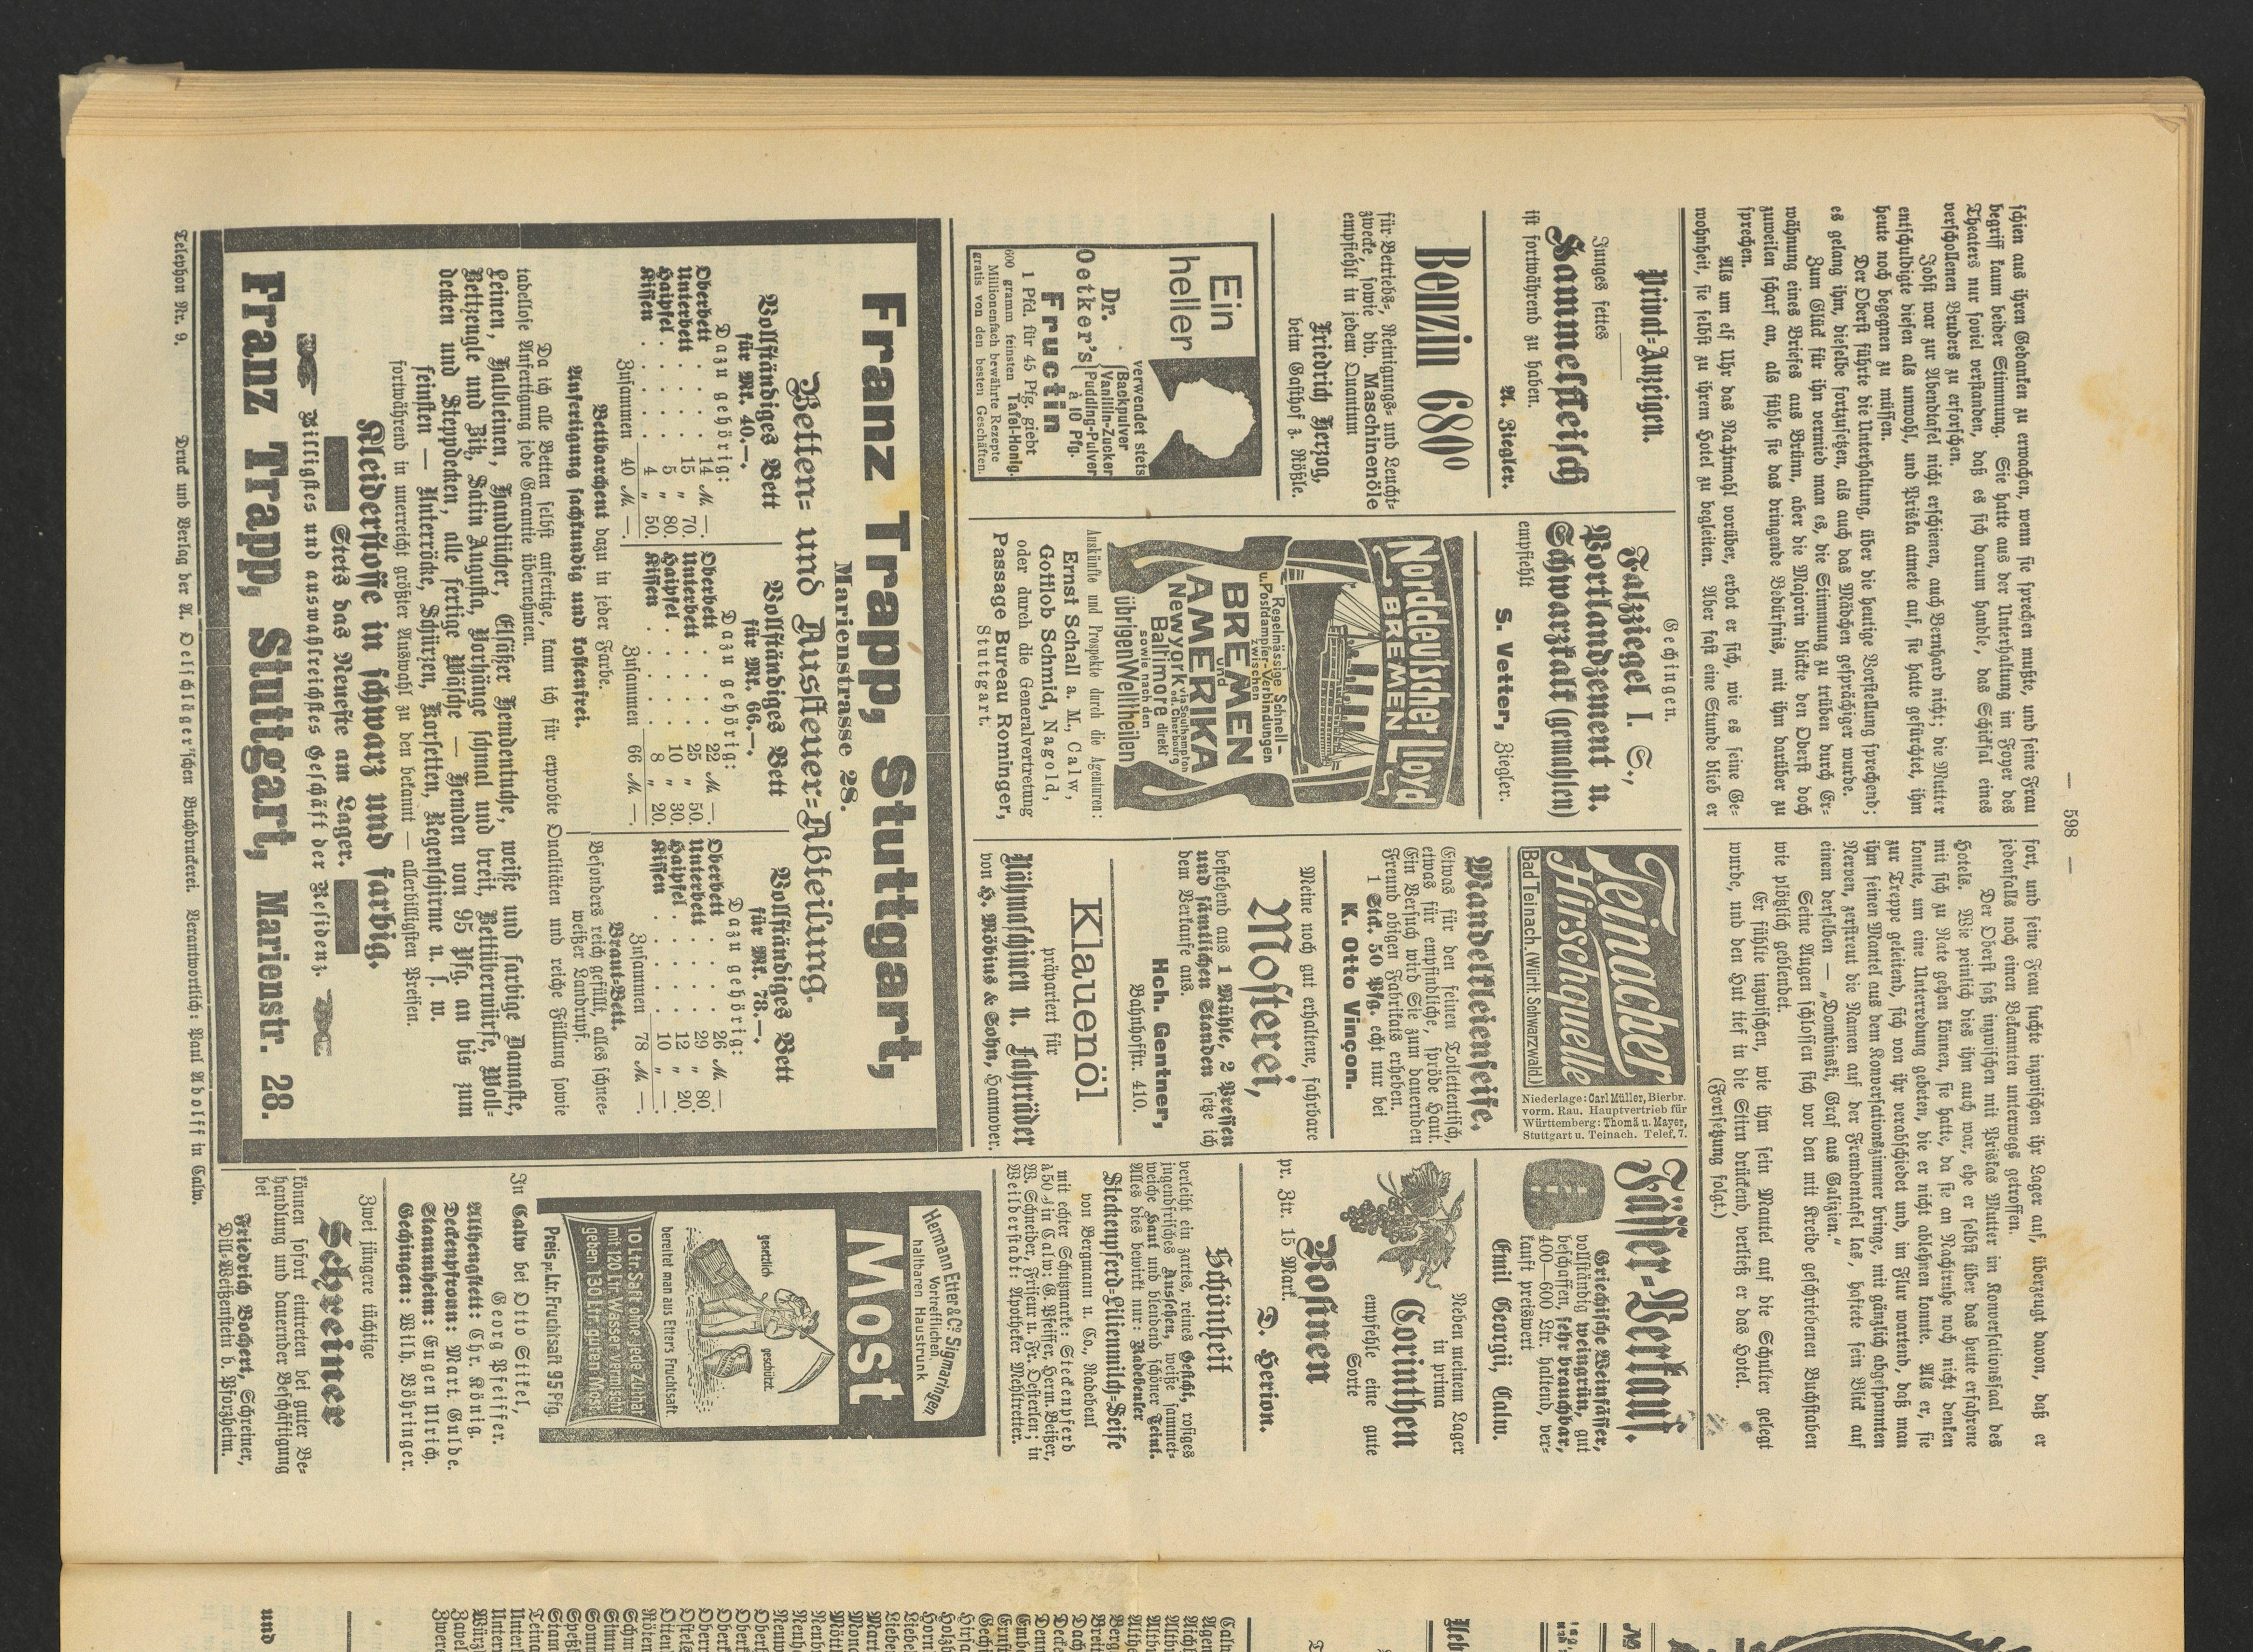 — 598 —
schien aus ihren Gedanken zu erwachen, wenn sie sprechen mußte, und seine Frau
begriff kaum beider Stimmung. Sie hatte aus der Unterhaltung im Foyer des
Theaters nur soviel verstanden, daß es sich darum handle, das Schicksal eines
verschollenen Bruders zu erforschen.
Jobst war zur Abendtafel nicht erschienen, auch Bernhard nicht; die Mutter
entschuldigte diesen als unwohl, und Priska atmete auf, sie hatte gefürchtet, ihm
heute noch begegnen zu müssen.
Der Oberst führte die Unterhaltung, über die heutige Vorstellung sprechend;
es gelang ihm, dieselbe fortzusetzen, als auch das Mädchen gesprächiger wurde.
Zum Glück für ihn vermied man es, die Stimmung zu trüben durch Er-
wähnung eines Briefes aus Brünn, aber die Majorin blickte den Oberst doch
zuweilen scharf an, als fühle sie das dringende Bedürfnis, mit ihm darüber zu
sprechen.
Als um elf Uhr das Nachtmahl vorüber, erbot er sich, wie es seine Ge-
wohnheit, sie selbst zu ihrem Hotel zu begleiten. Aber fast eine Stunde blieb er
fort, und seine Frau suchte inzwischen ihr Lager auf, überzeugt davon, daß er
jedenfalls noch einen Bekannten unterwegs getroffen.
Der Oberst saß inzwischen mit Priskas Mutter im Konversationssaal des
Hotels. Wie peinlich dies ihm auch war, ehe er selbst über das heute erfahrene
mit sich zu Rate gehen können, sie hatte, da sie an Nachtruhe noch nicht denken
konnte, um eine Unterredung gebeten, die er nicht ablehnen konnte. Als er, sie
zur Treppe geleitend, sich von ihr verabschiedet und, im Flur wartend, daß man
ihm seinen Mantel aus dem Konversationszimmer bringe, mit gänzlich abgespannten
Nerven, zerstreut die Namen auf der Fremdentafel las, haftete sein Blick auf
einem derselben — „Dombinski, Graf aus Galizien."
Seine Augen schlossen sich vor den mit Kreide geschriebenen Buchstaben
wie plötzlich geblendet.
Er fühlte inzwischen, wie ihm sein Mantel auf die Schulter gelegt
wurde, und den Hut tief in die Stirn drückend, verließ er das Hotel.
(Fortsetzung folgt.)
Privat-Anzeigen.
Junges fettes
Hammelfleisch
ist fortwährend zu haben.
A. Ziegler.
Benzin 680°
für Betriebs-, Reinigungs- und Leucht-
zwecke, sowie div. Maschinenöle
empfiehlt in jedem Quantum
Friedrich Herzog,
beim Gasthof z. Rößle.
Ein
heller
verwendet stets
Dr.
Oetker's
Backpulver
Vanillin-Zucker
Pudding-Pulver
à 10 Pfg.
Fructin
1 Pfd. für 45 Pfg. giebt
600 gramm feinsten Tafel-Honig.
Millionenfach bewährte Rezepte
gratis von den besten Geschäften.
Gechingen.
Falzziegel I. S.,
Portlandzement u.
Schwarzkalk (gemahlen)
empfiehlt
S. Vetter, Ziegler.
Norddeutscher Lloyd
BREMEN
Regelmässige Schnell-
u. Postdampfer-Verbindungen
zwischen
BREMEN
und
AMERIKA
Newyork via Southampton od. Cherbourg
Baltimore direkt
sowie nach den
übrigen Weltteilen
Auskünfte und Prospekte durch die Agenturen:
Ernst Schall a. M., Calw,
Gottlob Schmid, Nagold,
oder durch die Generalvertretung
Passage Bureau Rominger,
Stuttgart.
Teinacher
Hirschquelle
Bad Teinach. (Württ. Schwarzwald)
Niederlage: Carl Müller, Bierbr.
vorm. Rau. Hauptvertrieb für
Württemberg: Thomä u. Mayer,
Stuttgart u. Teinach. Telef. 7.
Mandelkleienseife.
Etwas für den feinen Toilettentisch,
etwas für empfindliche, spröde Haut.
Ein Versuch wird Sie zum dauernden
Freund obigen Fabrikats erheben.
1 Stck. 50 Pfg. echt nur bei
K. Otto Vinçon.
Meine noch gut erhaltene, fahrbare
Mosterei,
bestehend aus 1 Mühle, 2 Pressen
und sämtlichen Standen setze ich
dem Verkaufe aus.
Hch. Gentner,
Bahnhofstr. 410.
Klauenöl
präpariert für
Nähmaschinen u. Fahrräder
von H. Möbius & Sohn, Hannover.
Fässer-Verkauf.
Griechische Weinfässer,
vollständig weingrün, gut
beschaffen, sehr brauchbar,
400—600 Ltr. haltend, ver-
kauft preiswert
Emil Georgii, Calw.
Neben meinem Lager
in prima
Corinthen
empfehle eine gute
Sorte
Rosinen
pr. Ztr. 15 Mark.
D. Herion.
Schönheit
verleiht ein zartes, reines Gesicht, rosiges
jugendfrisches Aussehen, weiße sammet-
weiche Haut und blendend schöner Teint.
Alles dies bewirkt nur: Radebeuler
Steckenpferd-Lilienmilch-Seife
von Bergmann u. Co., Radebeul
mit echter Schutzmarke: Steckenpferd
à 50 ₰ in Calw: G. Pfeiffer, Herm. Beißer,
W. Schneider, Friseur u. Fr. Oesterlen; in
Weilderstadt: Apotheker Mehltretter.
Hermann Etter & Co. Sigmaringen
Vortrefflichen,
haltbaren Haustrunk
Most
gesetzlich geschützt.
bereitet man aus Etters Fruchtsaft
10 Ltr. Saft ohne jede Zuthat
mit 120 Ltr. Wasser vermischt
geben 130 Ltr. guten Most.
Preis pr. Ltr. Fruchtsaft 95 Pfg.
In Calw bei Otto Stikel,
Georg Pfeiffer.
Althengstett: Chr. König.
Deckenpfronn: Mart. Gulde.
Stammheim: Eugen Ulrich.
Gechingen: Wilh. Böhringer.
Zwei jüngere tüchtige
Schreiner
können sofort eintreten bei guter Be-
handlung und dauernder Beschäftigung
bei
Friedrich Bochert, Schreiner,
Dill-Weißenstein b. Pforzheim.
Franz Trapp, Stuttgart,
Marienstrasse 28.
Betten- und Aussteuer-Abteilung.
Vollständiges Bett
für Mk. 40.—.
Dazu gehörig:
Oberbett . . . . 14 M. —.
Unterbett . . . . 15 „ 70.
Haipfel . . . . 5 „ 80.
Kissen . . . . 4 „ 50.
Zusammen 40 M. —.
Vollständiges Bett
für Mk. 66.—.
Dazu gehörig:
Oberbett . . . . 22 M. —.
Unterbett . . . . 25 „ 50.
Haipfel . . . . 10 „ 30.
Kissen . . . . 8 „ 20.
Zusammen 66 M. —.
Vollständiges Bett
für Mk. 78.—.
Dazu gehörig:
Oberbett . . . . 26 M. —.
Unterbett . . . . 29 „ 80.
Haipfel . . . . 12 „ 20.
Kissen . . . . 10 „ —.
Zusammen 78 M. —.
Braut-Bett.
Besonders reich gefüllt, alles schnee-
weißer Landrupf.
Bettbarchent dazu in jeder Farbe.
Anfertigung sachkundig und kostenfrei.
Da ich alle Betten selbst anfertige, kann ich für erprobte Qualitäten und reiche Füllung sowie
tadellose Anfertigung jede Garantie übernehmen.
Leinen, Halbleinen, Handtücher, Elsäßer Hemdentuche, weiße und farbige Damaste,
Bettzeugle und Zitz, Satin Augusta, Vorhänge schmal und breit, Bettüberwürfe, Woll-
decken und Steppdecken, alle fertige Wäsche — Hemden von 95 Pfg. an bis zum
feinsten — Unterröcke, Schürzen, Korsetten, Regenschirme u. s. w.
fortwährend in unerreicht größter Auswahl zu den bekannt — allerbilligsten Preisen.
Kleiderstoffe in schwarz und farbig.
Stets das Neueste am Lager.
Billigstes und auswahlreichstes Geschäft der Residenz.
Franz Trapp, Stuttgart, Marienstr. 28.
Telephon Nr. 9. Druck und Verlag der A. Oelschläger'schen Buchdruckerei. Verantwortlich: Paul Adolff in Calw.